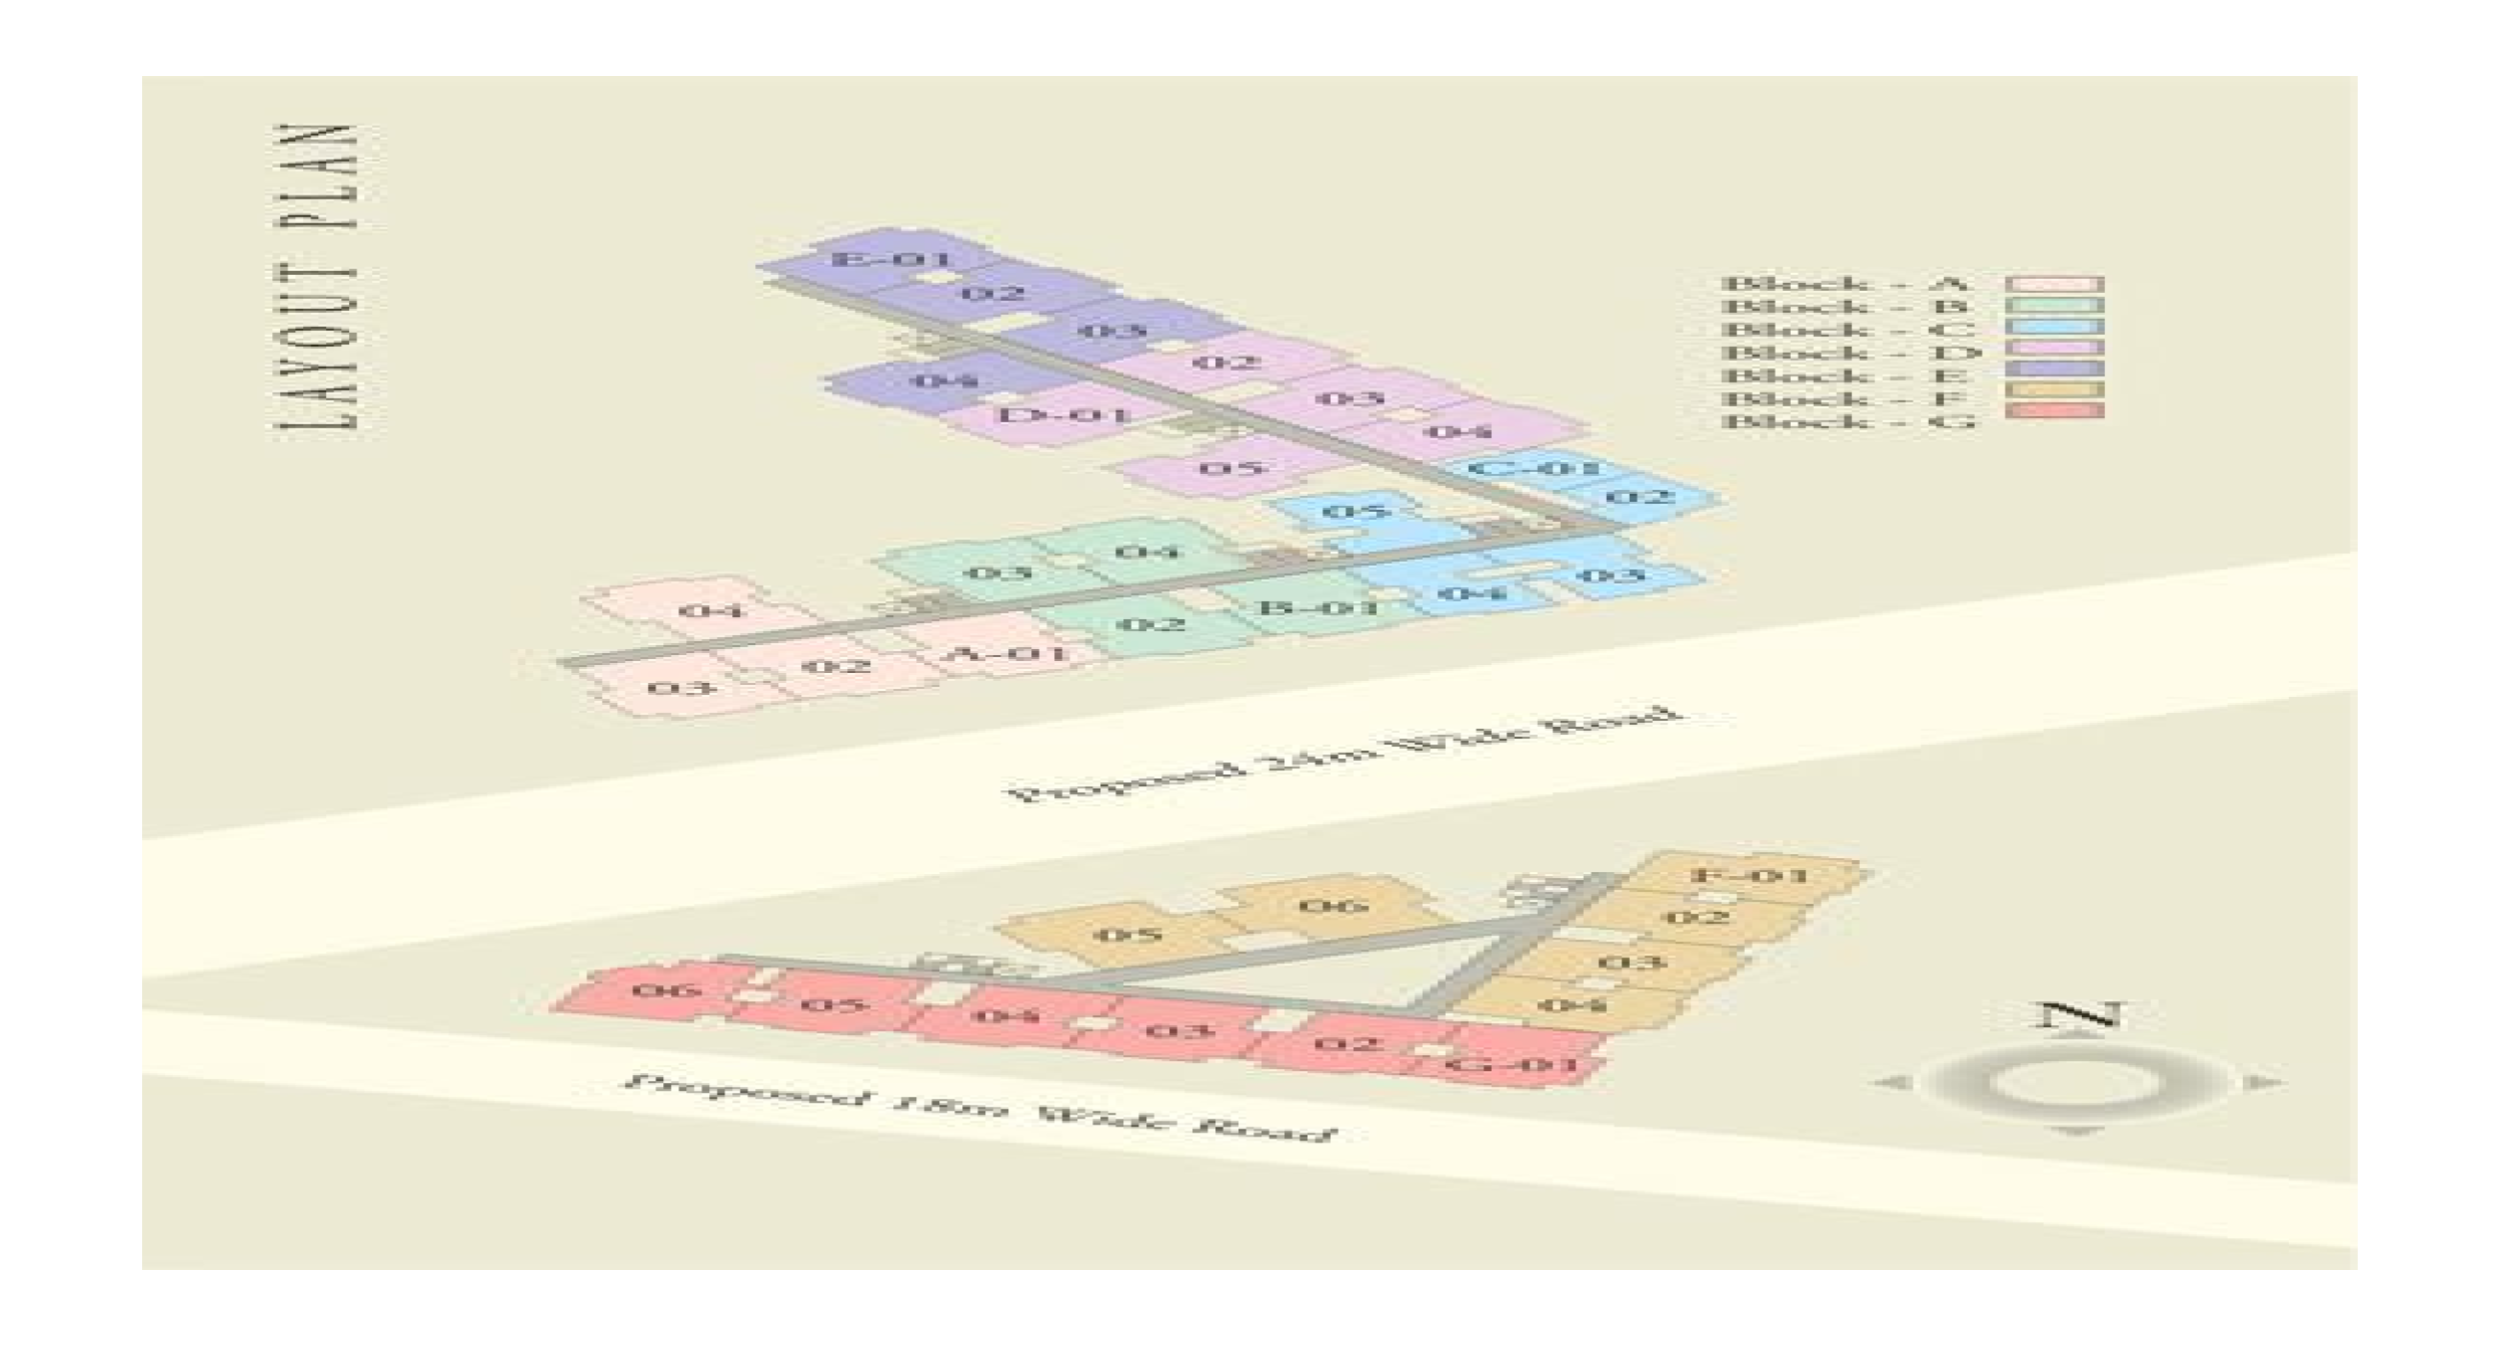 LAYOUT PLAN
E-01
02
03
02
04
D-01
03
04
05
C-01
02
05
04
03
03
04
B-01
02
A-01
04
02
03
Block - A
Block - B
Block - C
Block - D
Block - E
Block - F
Block - G
Proposed 24m Wide Road
F-01
02
03
04
05
06
06
05
04
03
02
G-01
Proposed 18m Wide Road
N